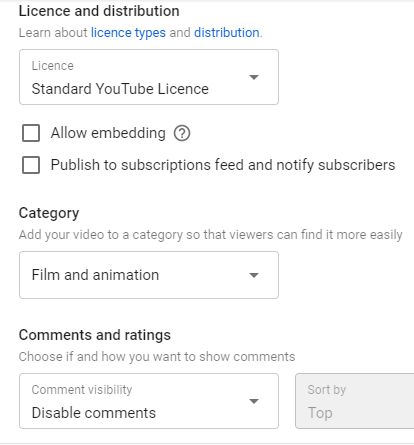 Licence and distribution
Learn about licence types and distribution.
Licence
Standard YouTube Licence
Allow embedding ?
Publish to subscriptions feed and notify subscribers
Category
Add your video to a category so that viewers can find it more easily
Film and animation
Comments and ratings
Choose if and how you want to show comments
Comment visibility
Disable comments
Sort by
Top